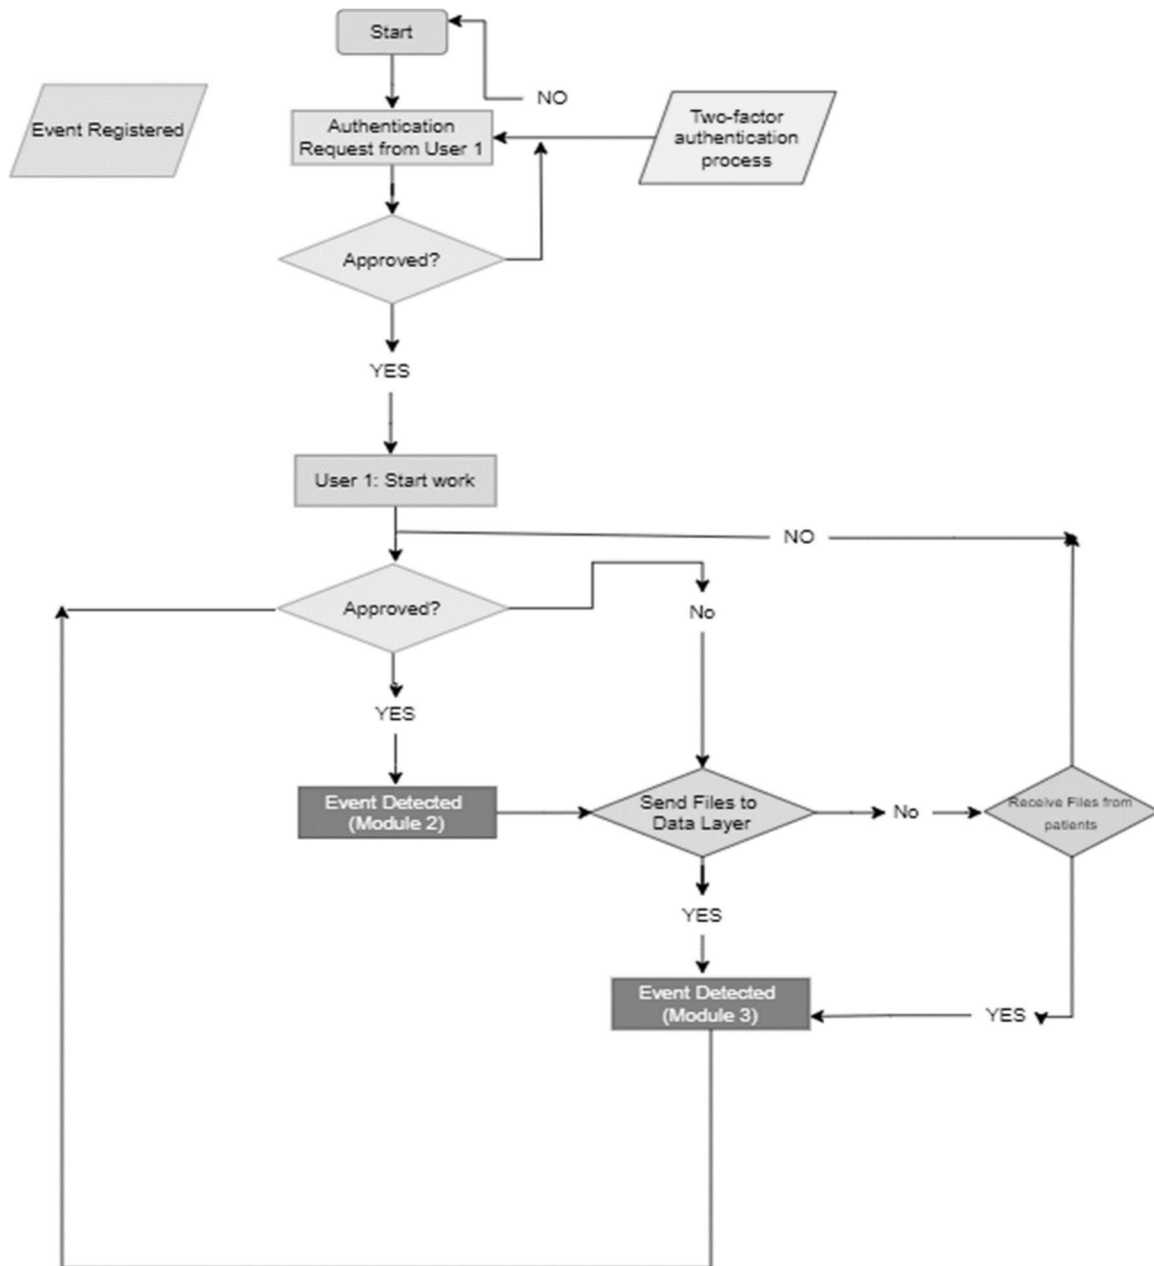 Start
NO
Event Registered
Authentication
Request from User 1
Two-factor
authentication
process
Approved?
YES
User 1: Start work
NO
Approved?
No
YES
Event Detected
(Module 2)
Send Files to
Data Layer
No
Receive Files from
patients
YES
Event Detected
(Module 3)
YES